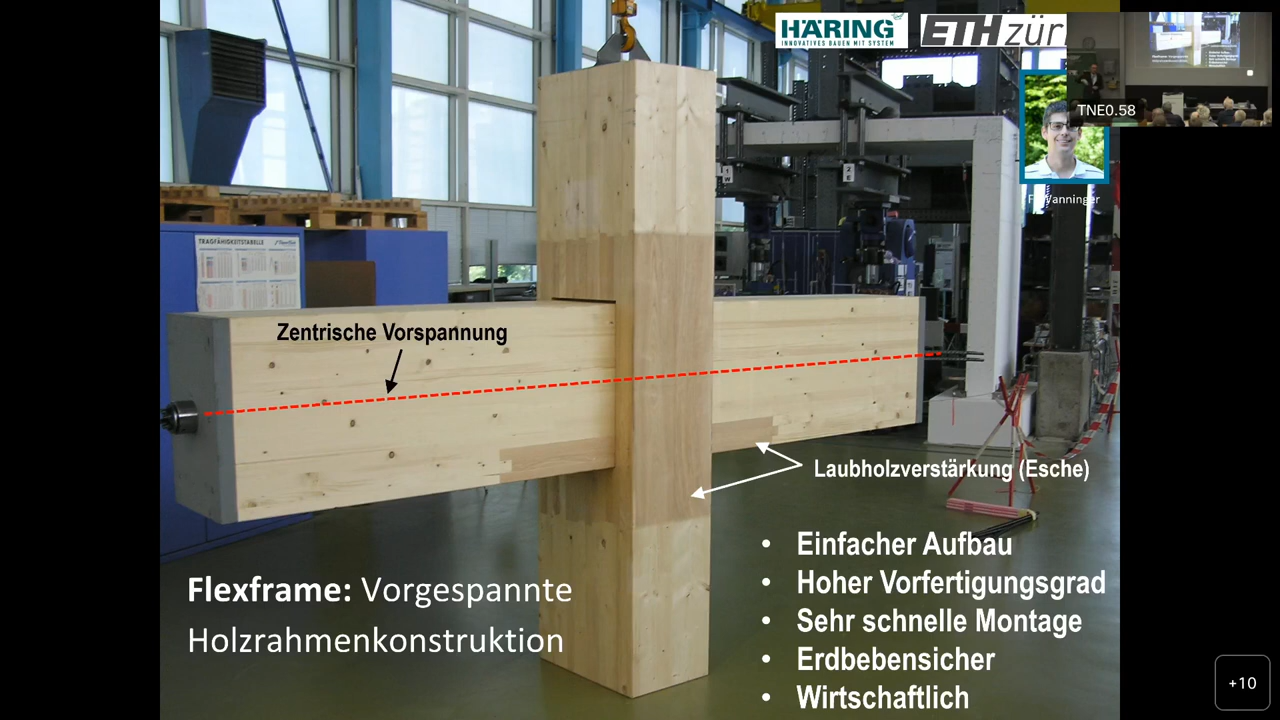 HÄRING
INNOVATIVES BAUEN MIT SYSTEM
ETH zür
TNE0.58
TRAGFÄHIGKEITSTABELLE
Zentrische Vorspannung
Laubholzverstärkung (Esche)
Flexframe: Vorgespannte
Holzrahmenkonstruktion
• Einfacher Aufbau
• Hoher Vorfertigungsgrad
• Sehr schnelle Montage
• Erdbebensicher
• Wirtschaftlich
+10